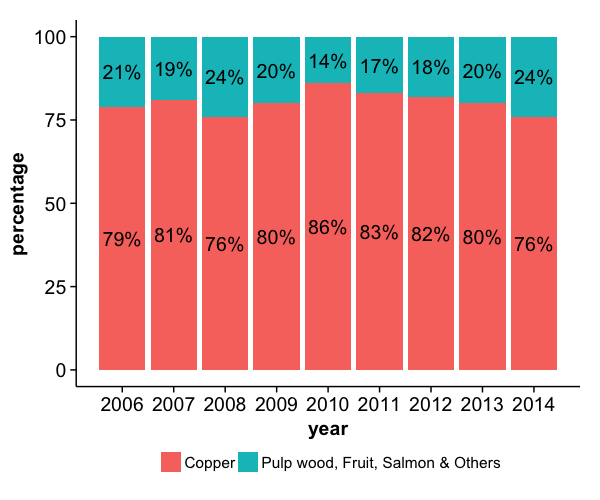 percentage
100
75
50
25
0
21% 19% 24% 20% 14% 17% 18% 20% 24%
79% 81% 76% 80% 86% 83% 82% 80% 76%
2006 2007 2008 2009 2010 2011 2012 2013 2014
year
Copper Pulp wood, Fruit, Salmon & Others